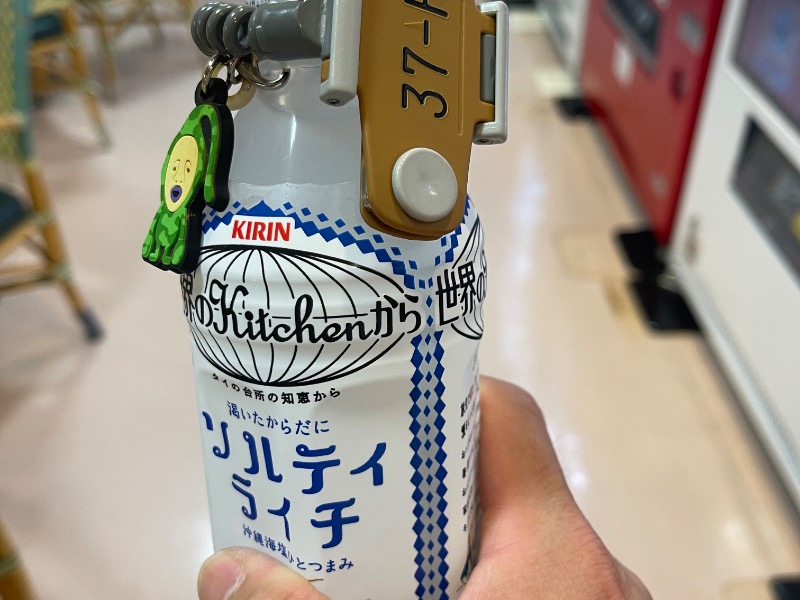 37-A
KIRIN
世界のKitchenから
世界の
タイの台所の知恵から
渇いたからだに
ソルティ
ライチ
沖縄海塩ひとつまみ